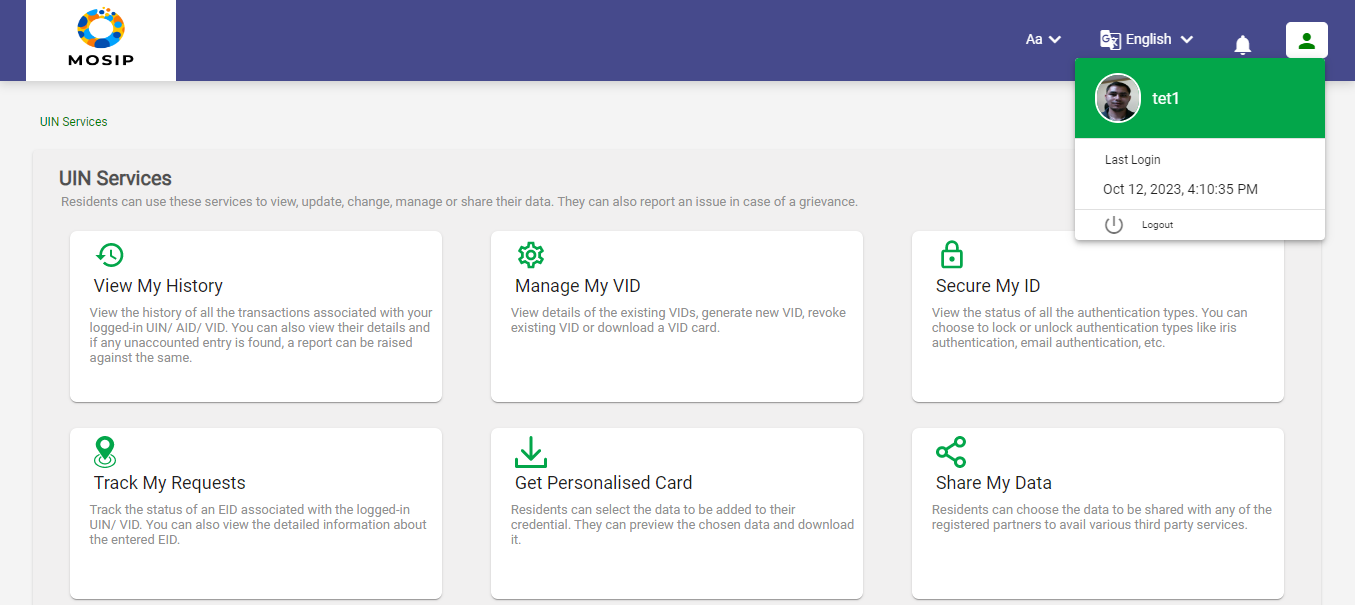 MOSIP
Aa
English
tet1
Last Login
Oct 12, 2023, 4:10:35 PM
Logout
UIN Services
UIN Services
Residents can use these services to view, update, change, manage or share their data. They can also report an issue in case of a grievance.
View My History
View the history of all the transactions associated with your
logged-in UIN/ AID/ VID. You can also view their details and
if any unaccounted entry is found, a report can be raised
against the same.
Manage My VID
View details of the existing VIDs, generate new VID, revoke
existing VID or download a VID card.
Secure My ID
View the status of all the authentication types. You can
choose to lock or unlock authentication types like iris
authentication, email authentication, etc.
Track My Requests
Track the status of an EID associated with the logged-in
UIN/ VID. You can also view the detailed information about
the entered EID.
Get Personalised Card
Residents can select the data to be added to their
credential. They can preview the chosen data and download
it.
Share My Data
Residents can choose the data to be shared with any of the
registered partners to avail various third party services.